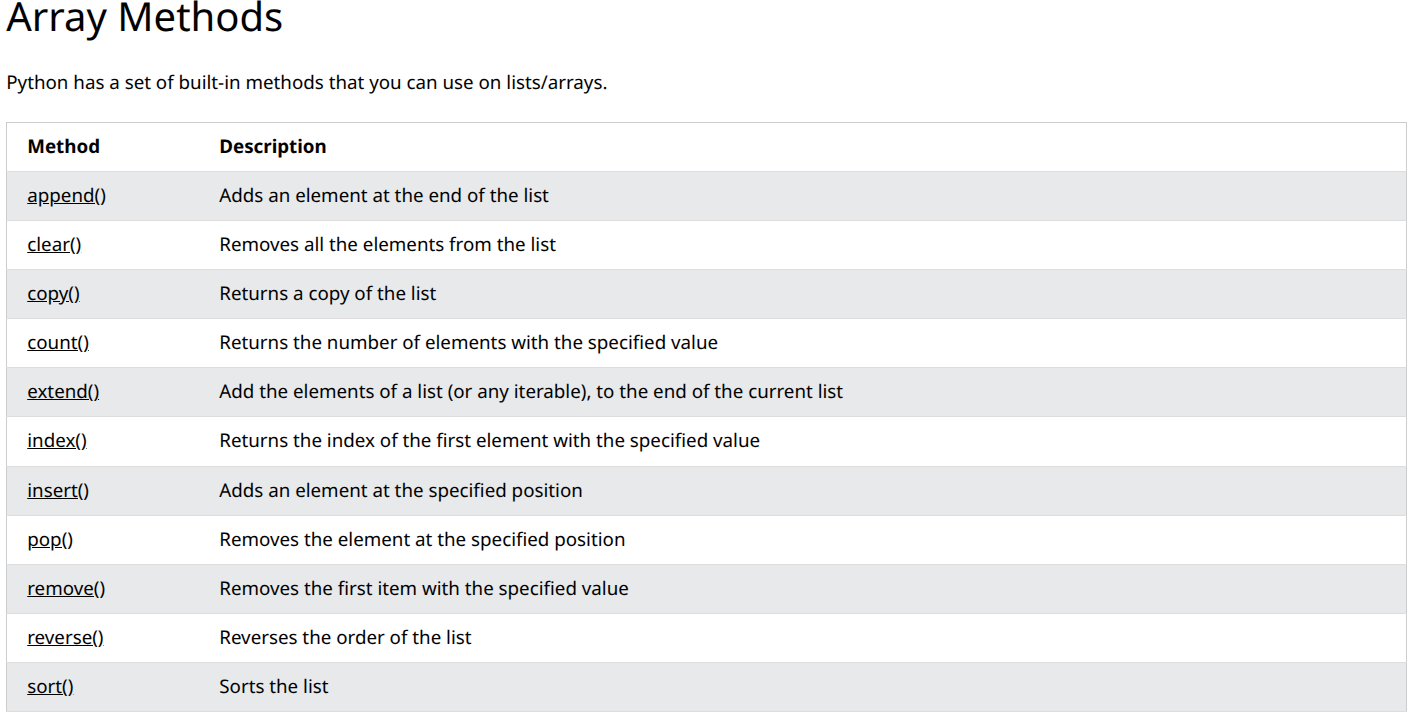 Array Methods
Python has a set of built-in methods that you can use on lists/arrays.
Method Description
append() Adds an element at the end of the list
clear() Removes all the elements from the list
copy() Returns a copy of the list
count() Returns the number of elements with the specified value
extend() Add the elements of a list (or any iterable), to the end of the current list
index() Returns the index of the first element with the specified value
insert() Adds an element at the specified position
pop() Removes the element at the specified position
remove() Removes the first item with the specified value
reverse() Reverses the order of the list
sort() Sorts the list